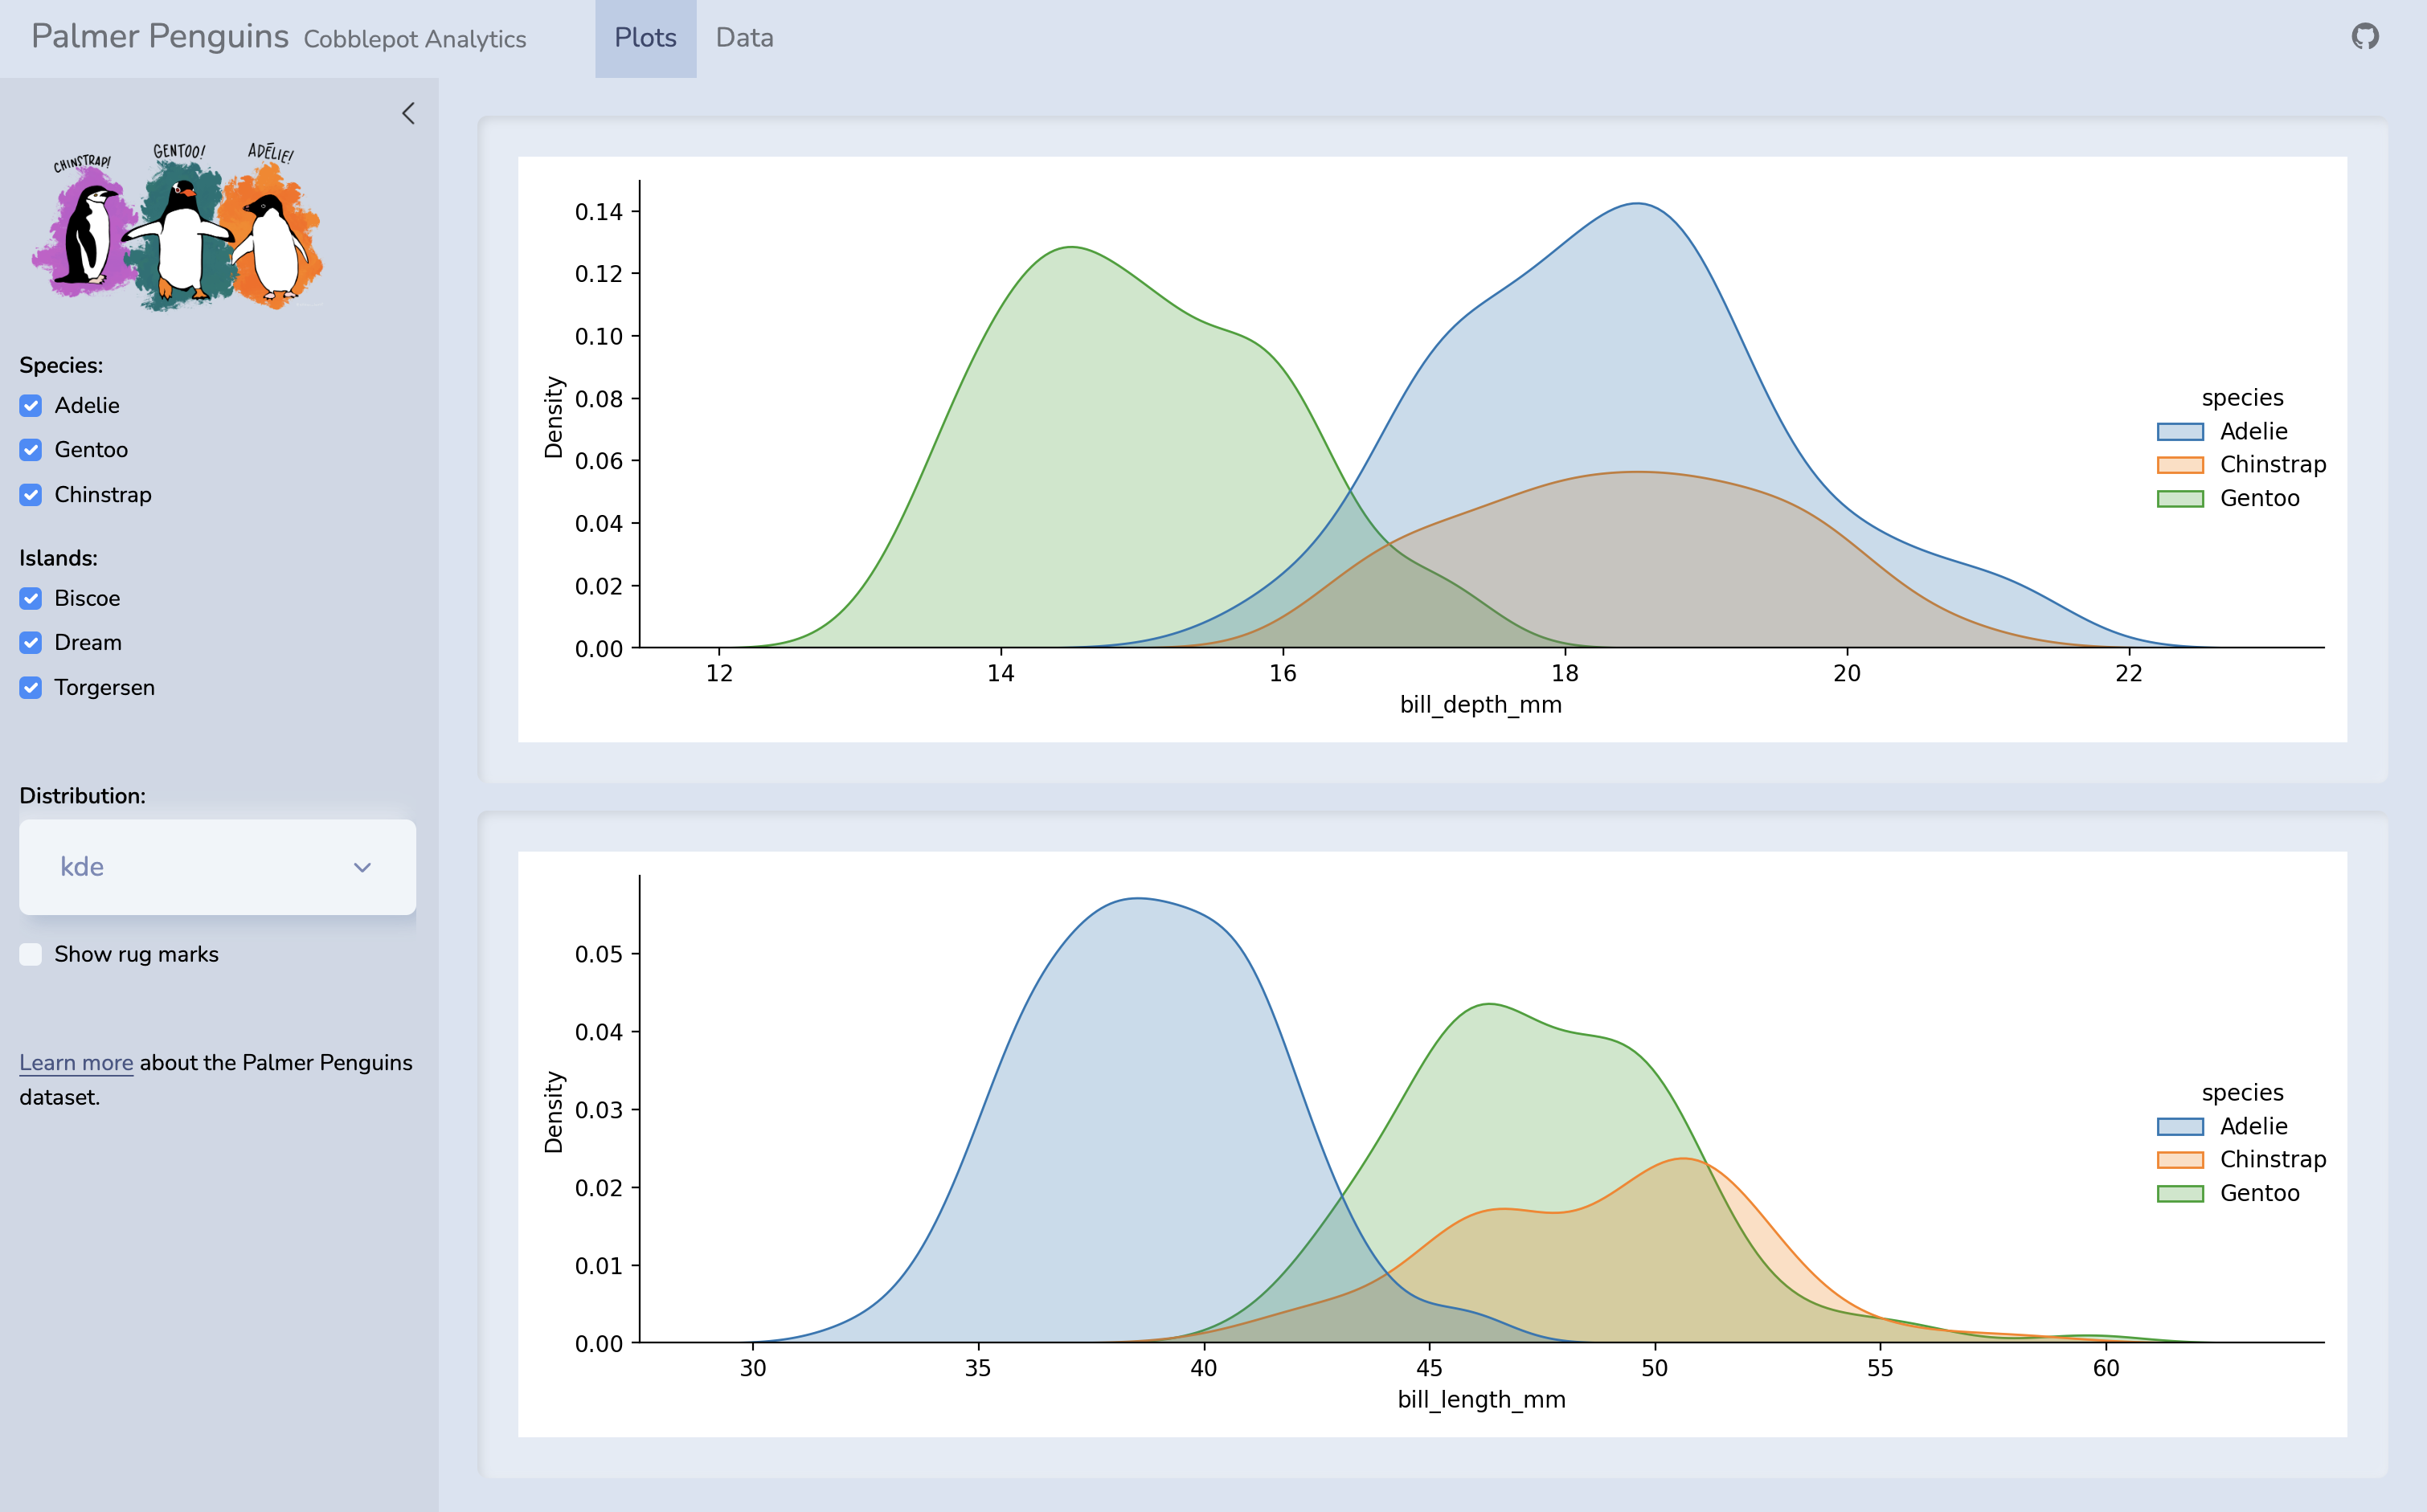 Palmer Penguins Cobblepot Analytics Plots Data
CHINSTRAP! GENTOO! ADÉLIE!
Species:
Adelie
Gentoo
Chinstrap
Islands:
Biscoe
Dream
Torgersen
Distribution:
kde
Show rug marks
Learn more about the Palmer Penguins
dataset.
Density
0.14
0.12
0.10
0.08
0.06
0.04
0.02
0.00
12 14 16 18 20 22
bill_depth_mm
species
Adelie
Chinstrap
Gentoo
Density
0.05
0.04
0.03
0.02
0.01
0.00
30 35 40 45 50 55 60
bill_length_mm
species
Adelie
Chinstrap
Gentoo